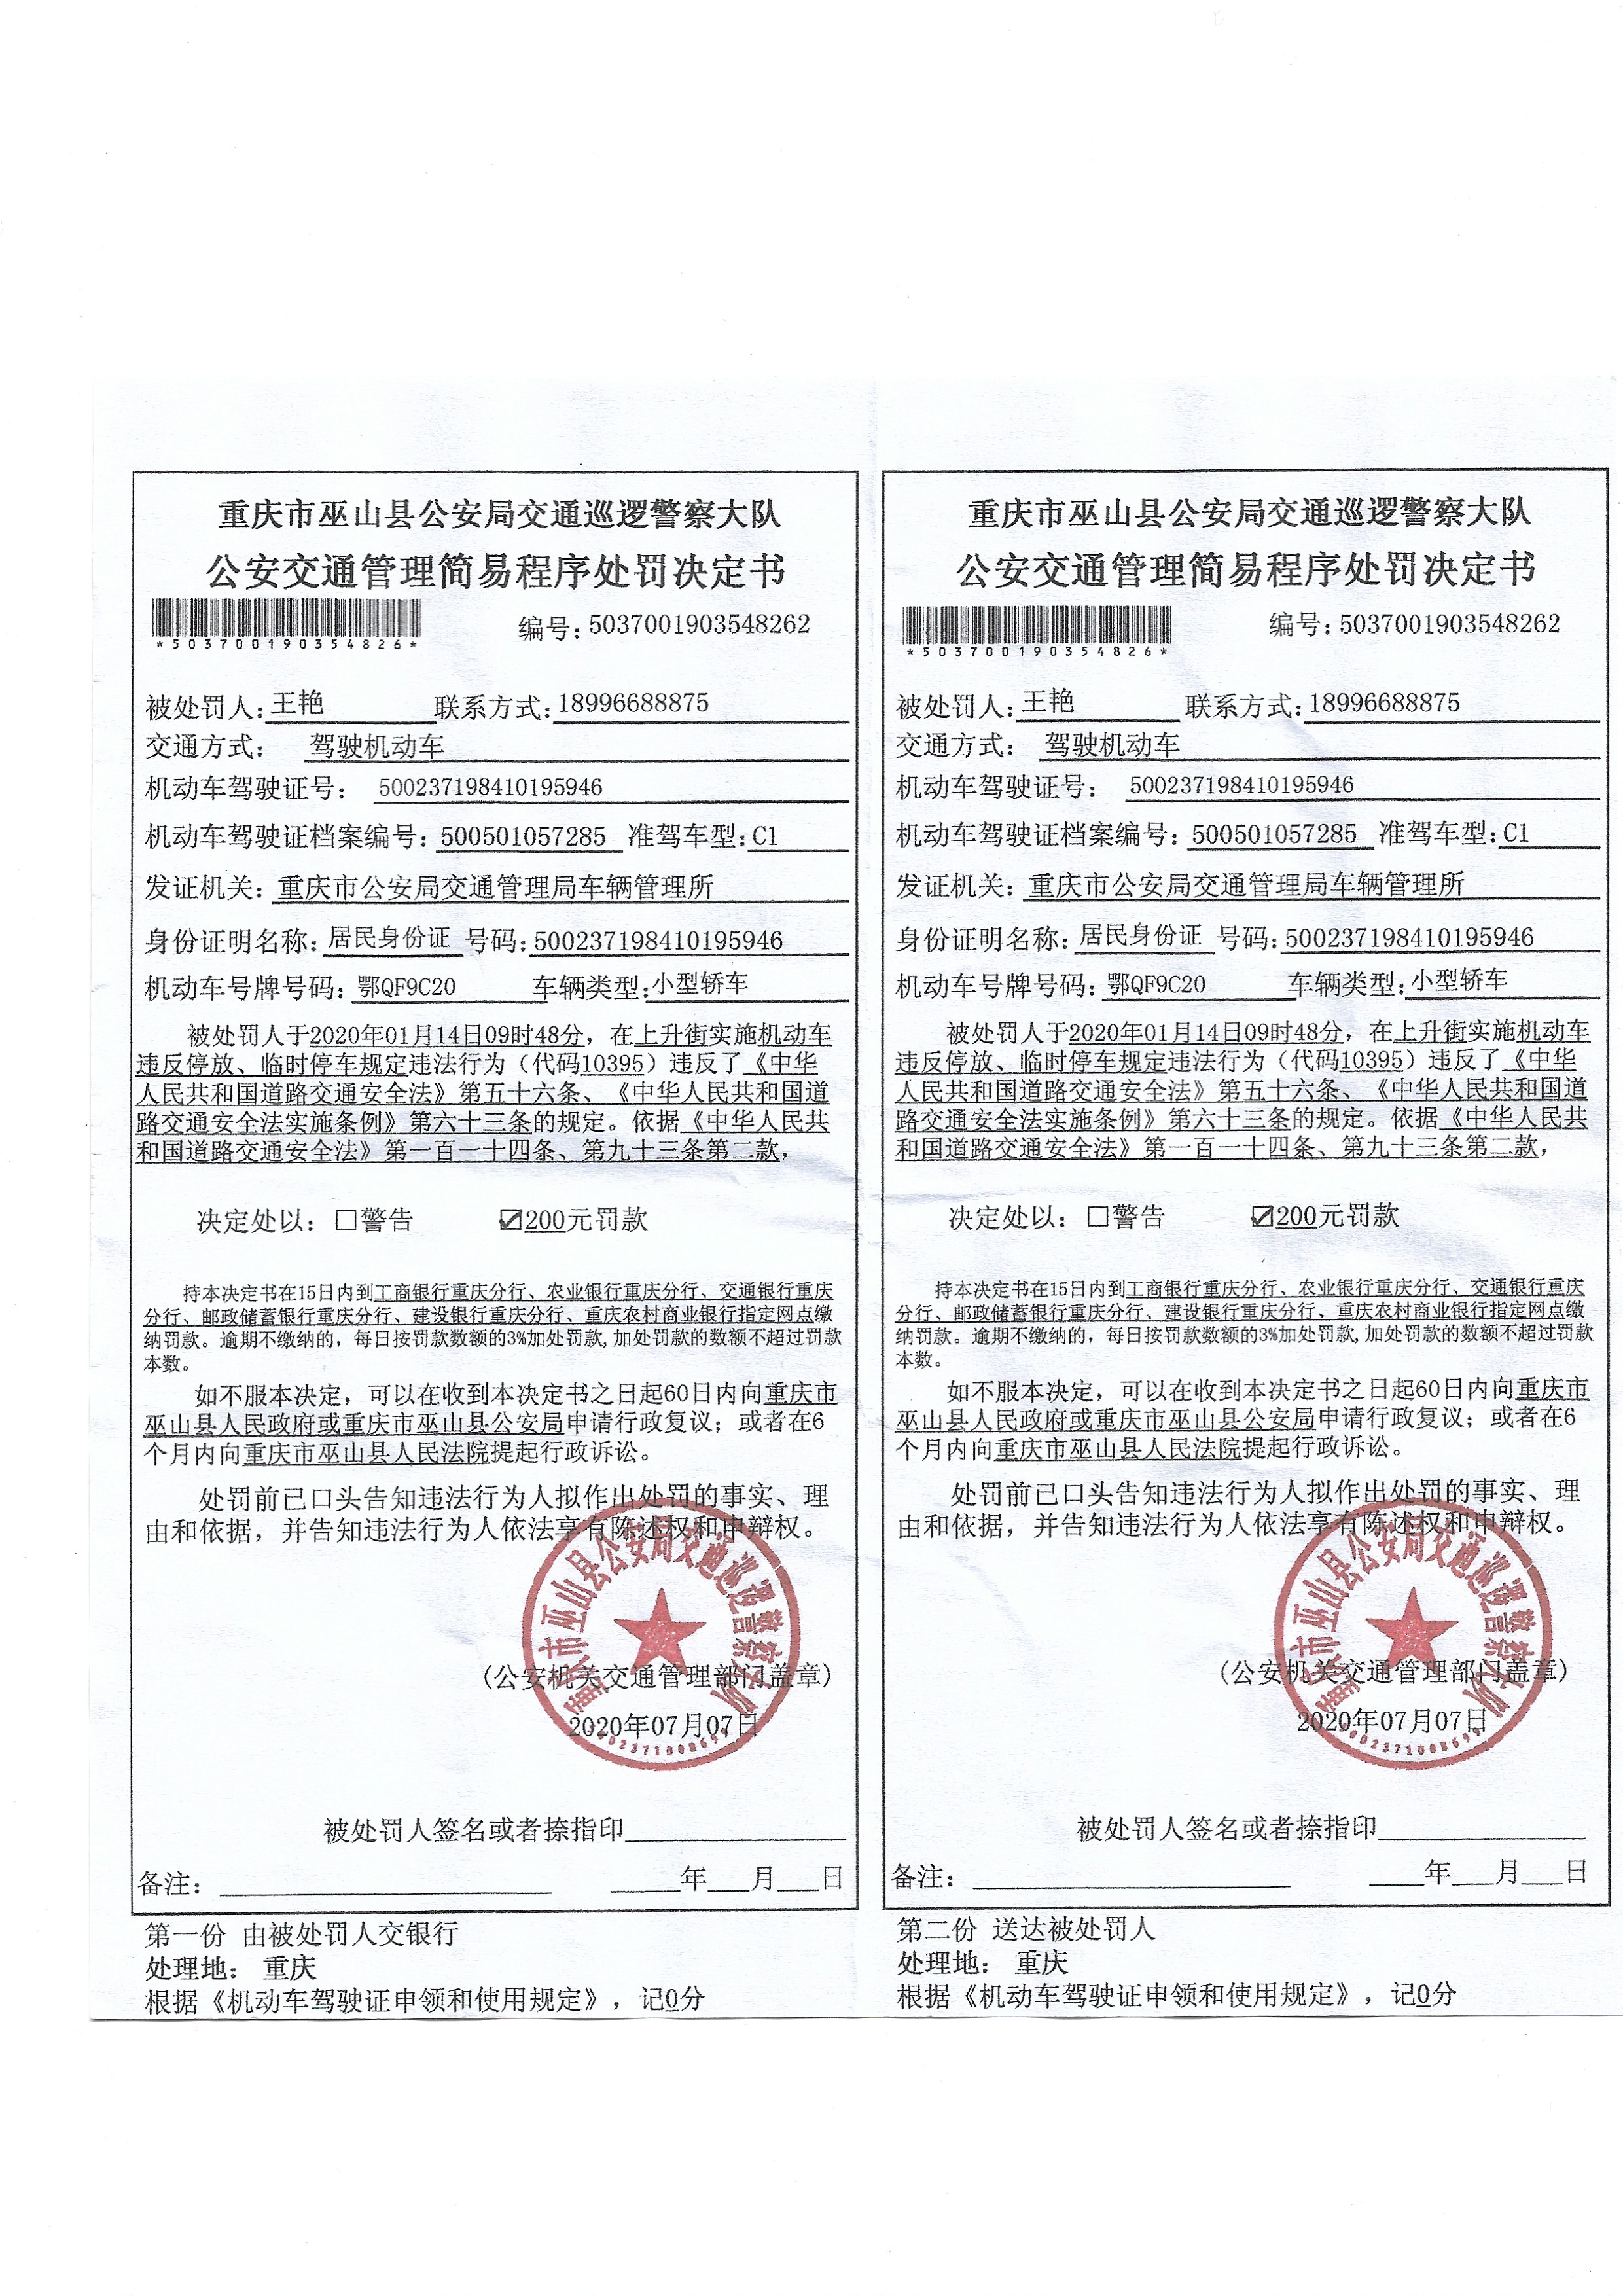 重庆市巫山县公安局交通巡逻警察大队
公安交通管理简易程序处罚决定书
*503700190354826*
编号:5037001903548262
被处罚人:王艳 联系方式:18996688875
交通方式: 驾驶机动车
机动车驾驶证号: 500237198410195946
机动车驾驶证档案编号:500501057285 准驾车型:C1
发证机关:重庆市公安局交通管理局车辆管理所
身份证明名称:居民身份证 号码:500237198410195946
机动车号牌号码:鄂QF9C20 车辆类型:小型轿车
被处罚人于2020年01月14日09时48分，在上升街实施机动车
违反停放、临时停车规定违法行为（代码10395）违反了《中华
人民共和国道路交通安全法》第五十六条、《中华人民共和国道
路交通安全法实施条例》第六十三条的规定。依据《中华人民共
和国道路交通安全法》第一百一十四条、第九十三条第二款，
决定处以：□警告 ☑200元罚款
持本决定书在15日内到工商银行重庆分行、农业银行重庆分行、交通银行重庆
分行、邮政储蓄银行重庆分行、建设银行重庆分行、重庆农村商业银行指定网点缴
纳罚款。逾期不缴纳的，每日按罚款数额的3%加处罚款,加处罚款的数额不超过罚款
本数。
如不服本决定，可以在收到本决定书之日起60日内向重庆市
巫山县人民政府或重庆市巫山县公安局申请行政复议；或者在6
个月内向重庆市巫山县人民法院提起行政诉讼。
处罚前已口头告知违法行为人拟作出处罚的事实、理
由和依据，并告知违法行为人依法享有陈述权和申辩权。
重庆市巫山县公安局交通巡逻警察大队
(公安机关交通管理部门盖章)
2020年07月07日
被处罚人签名或者捺指印
备注： 年 月 日
第一份 由被处罚人交银行
处理地： 重庆
根据《机动车驾驶证申领和使用规定》，记0分
重庆市巫山县公安局交通巡逻警察大队
公安交通管理简易程序处罚决定书
*503700190354826*
编号:5037001903548262
被处罚人:王艳 联系方式:18996688875
交通方式: 驾驶机动车
机动车驾驶证号: 500237198410195946
机动车驾驶证档案编号:500501057285 准驾车型:C1
发证机关:重庆市公安局交通管理局车辆管理所
身份证明名称:居民身份证 号码:500237198410195946
机动车号牌号码:鄂QF9C20 车辆类型:小型轿车
被处罚人于2020年01月14日09时48分，在上升街实施机动车
违反停放、临时停车规定违法行为（代码10395）违反了《中华
人民共和国道路交通安全法》第五十六条、《中华人民共和国道
路交通安全法实施条例》第六十三条的规定。依据《中华人民共
和国道路交通安全法》第一百一十四条、第九十三条第二款，
决定处以：□警告 ☑200元罚款
持本决定书在15日内到工商银行重庆分行、农业银行重庆分行、交通银行重庆
分行、邮政储蓄银行重庆分行、建设银行重庆分行、重庆农村商业银行指定网点缴
纳罚款。逾期不缴纳的，每日按罚款数额的3%加处罚款,加处罚款的数额不超过罚款
本数。
如不服本决定，可以在收到本决定书之日起60日内向重庆市
巫山县人民政府或重庆市巫山县公安局申请行政复议；或者在6
个月内向重庆市巫山县人民法院提起行政诉讼。
处罚前已口头告知违法行为人拟作出处罚的事实、理
由和依据，并告知违法行为人依法享有陈述权和申辩权。
重庆市巫山县公安局交通巡逻警察大队
(公安机关交通管理部门盖章)
2020年07月07日
被处罚人签名或者捺指印
备注： 年 月 日
第二份 送达被处罚人
处理地： 重庆
根据《机动车驾驶证申领和使用规定》，记0分